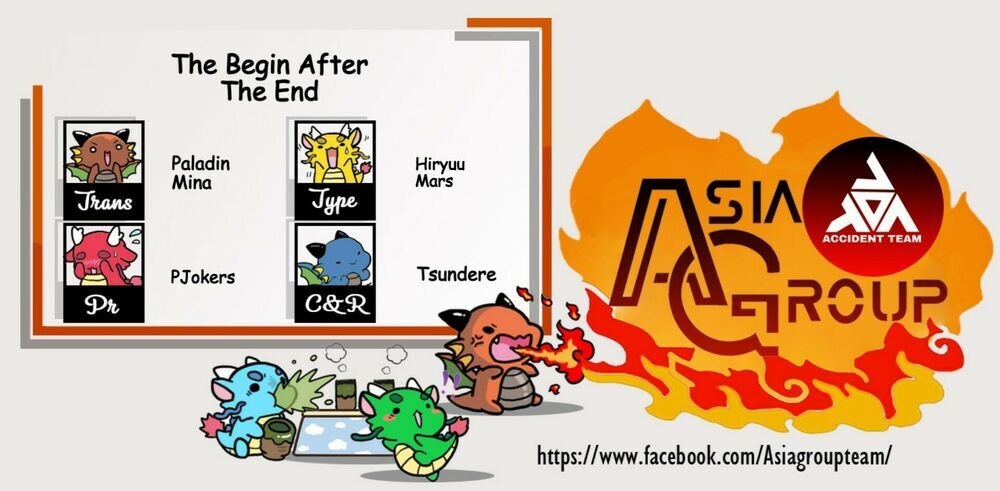 The Begin After
The End
Trans
Paladin
Mina
Type
Hiryuu
Mars
Pr
PJokers
C&R
Tsundere
ASIA
GROUP
ACCIDENT TEAM
!!
https://www.facebook.com/Asiagroupteam/